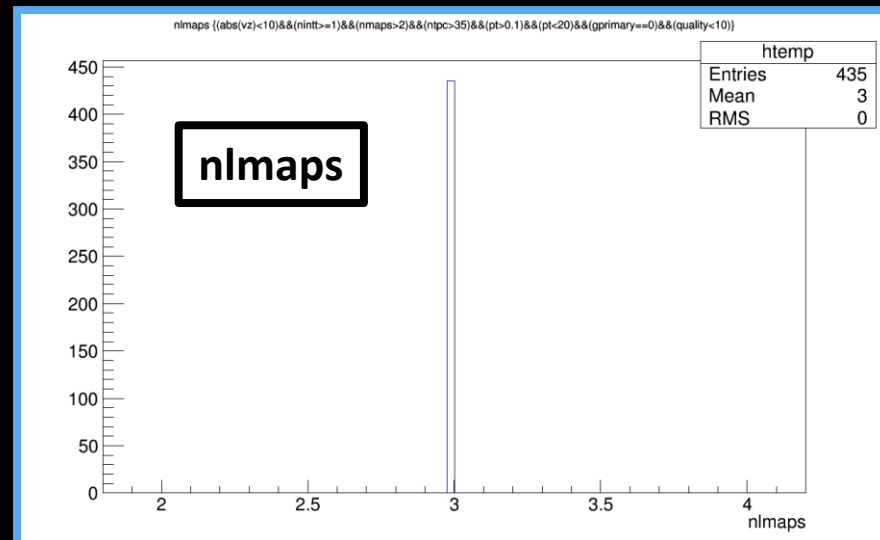 nlmaps {(abs(vz)<10)&&(nintt>=1)&&(nmaps>2)&&(ntpc>35)&&(pt>0.1)&&(pt<20)&&(gprimary==0)&&(quality<10)}
htemp
Entries 435
Mean 3
RMS 0
nlmaps
450
400
350
300
250
200
150
100
50
0
2 2.5 3 3.5 4
nlmaps